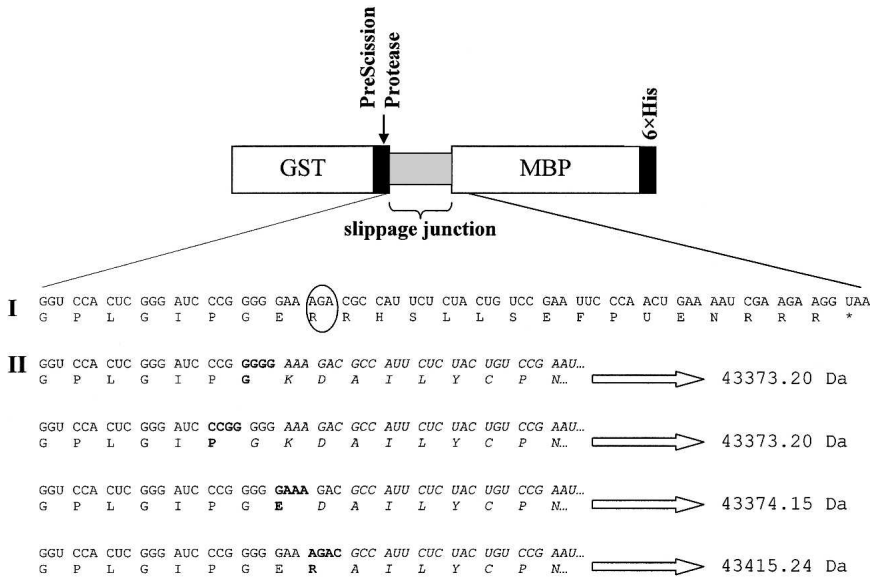 PreScission
Protease
6×His
GST
MBP
slippage junction
I
GGU CCA CUC GGG AUC CCG GGG GAA AGA CGC CAU UCU CUA CUG UCC GAA UUC CCA ACU GAA AAU CGA AGA AGG UAA
G P L G I P G E R R H S L L S E F P U E N R R R *
II
GGU CCA CUC GGG AUC CCG GGGG AAA GAC GCC AUU CUC UAC UGU CCG AAU…
G P L G I P G K D A I L Y C P N…
43373.20 Da
GGU CCA CUC GGG AUC CCGG GGG AAA GAC GCC AUU CUC UAC UGU CCG AAU…
G P L G I P G K D A I L Y C P N…
43373.20 Da
GGU CCA CUC GGG AUC CCG GGG GAAA GAC GCC AUU CUC UAC UGU CCG AAU…
G P L G I P G E D A I L Y C P N…
43374.15 Da
GGU CCA CUC GGG AUC CCG GGG GAA AGAC GCC AUU CUC UAC UGU CCG AAU…
G P L G I P G E R A I L Y C P N…
43415.24 Da